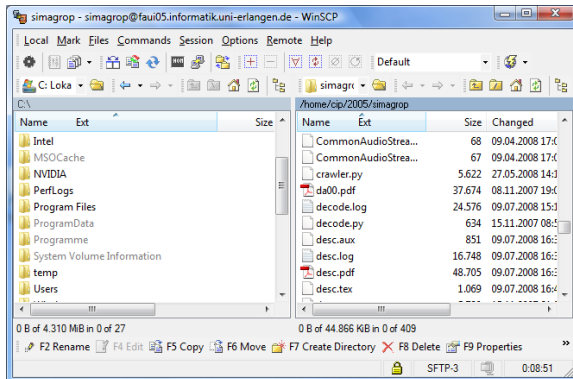 simagrop - simagrop@faui05.informatik.uni-erlangen.de - WinSCP
Local Mark Files Commands Session Options Remote Help
Default
C: Loka
simagr
C:\
/home/cip/2005/simagrop
Name Ext Size
Name Ext Size Changed
Intel
MSOCache
NVIDIA
PerfLogs
Program Files
ProgramData
Programme
System Volume Information
temp
Users
CommonAudioStrea... 68 09.04.2008 17:0
CommonAudioStrea... 67 09.04.2008 17:0
crawler.py 5.622 27.05.2008 14:1
da00.pdf 37.674 08.11.2007 19:0
decode.log 24.576 09.07.2008 15:1
decode.py 634 15.11.2007 08:5
desc.aux 851 09.07.2008 16:3
desc.log 16.748 09.07.2008 16:3
desc.pdf 48.705 09.07.2008 16:3
desc.tex 1.069 09.07.2008 16:4
0 B of 4.310 MiB in 0 of 27
0 B of 44.866 KiB in 0 of 409
F2 Rename F4 Edit F5 Copy F6 Move F7 Create Directory F8 Delete F9 Properties »
SFTP-3 0:08:51